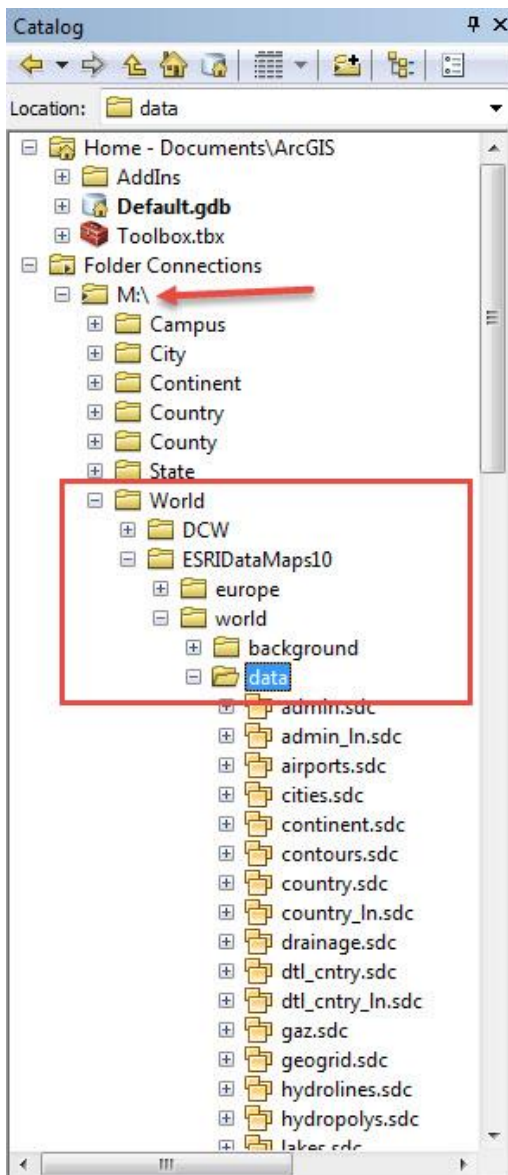 Catalog
Location: data
Home - Documents\ArcGIS
AddIns
Default.gdb
Toolbox.tbx
Folder Connections
M:\
Campus
City
Continent
Country
County
State
World
DCW
ESRIDataMaps10
europe
world
background
data
admin.sdc
admin_ln.sdc
airports.sdc
cities.sdc
continent.sdc
contours.sdc
country.sdc
country_ln.sdc
drainage.sdc
dtl_cntry.sdc
dtl_cntry_ln.sdc
gaz.sdc
geogrid.sdc
hydrolines.sdc
hydropolys.sdc
lakes.sdc